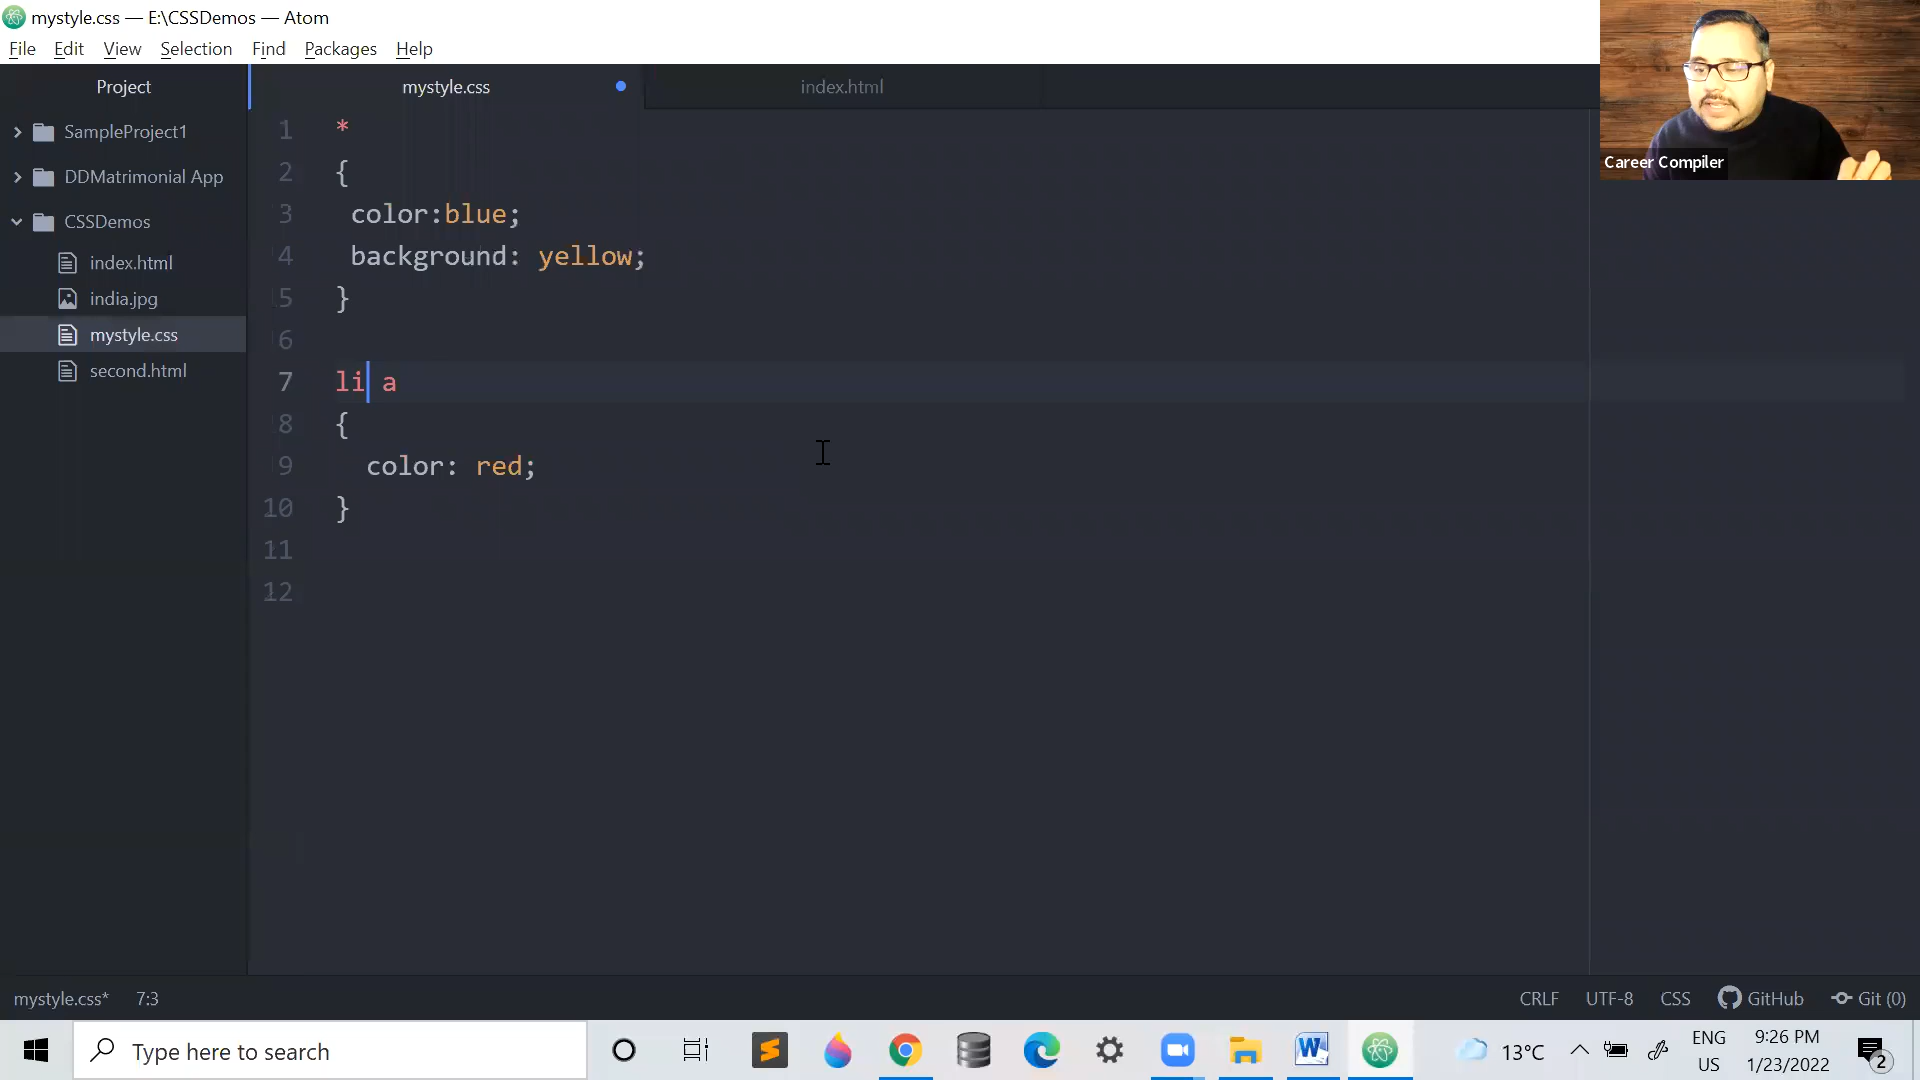 mystyle.css — E:\CSSDemos — Atom
File Edit View Selection Find Packages Help
Project
mystyle.css
index.html
SampleProject1
DDMatrimonial App
CSSDemos
index.html
india.jpg
mystyle.css
second.html
1 *
2 {
3 color:blue;
4 background: yellow;
5 }
6
7 li a
8 {
9 color: red;
10 }
11
12
Career Compiler
mystyle.css* 7:3
CRLF UTF-8 CSS GitHub Git (0)
Type here to search
13°C
ENG
US
9:26 PM
1/23/2022
2